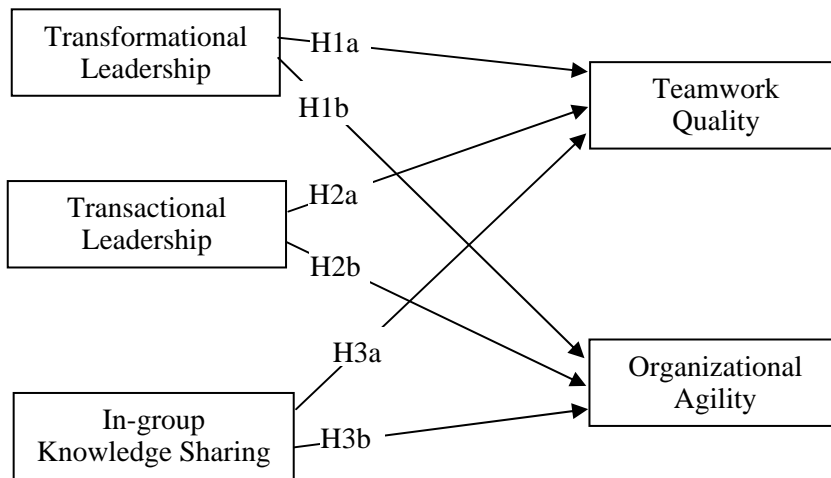 Transformational
Leadership
H1a
H1b
Teamwork
Quality
Transactional
Leadership
H2a
H2b
In-group
Knowledge Sharing
H3a
H3b
Organizational
Agility